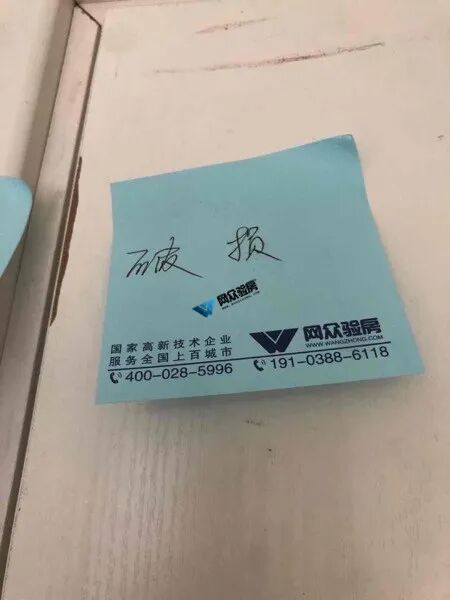 破 损
网众验房
国家高新技术企业
服务全国上百城市
400-028-5996
网众验房
WWW.WANGZHONG.COM
191-0388-6118